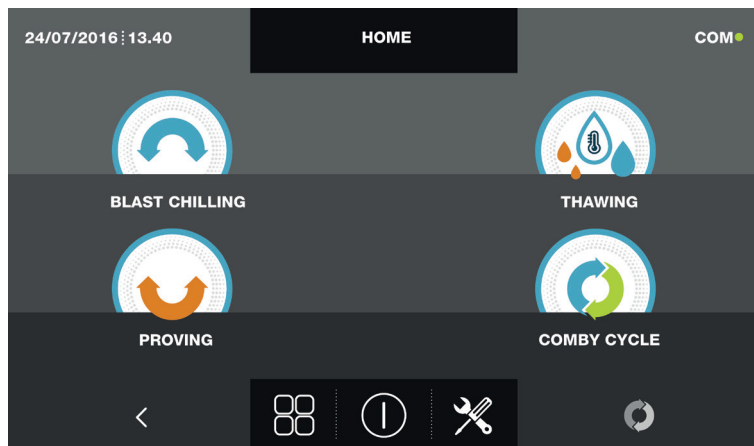 24/07/2016 13.40 HOME COM
BLAST CHILLING THAWING
PROVING COMBY CYCLE